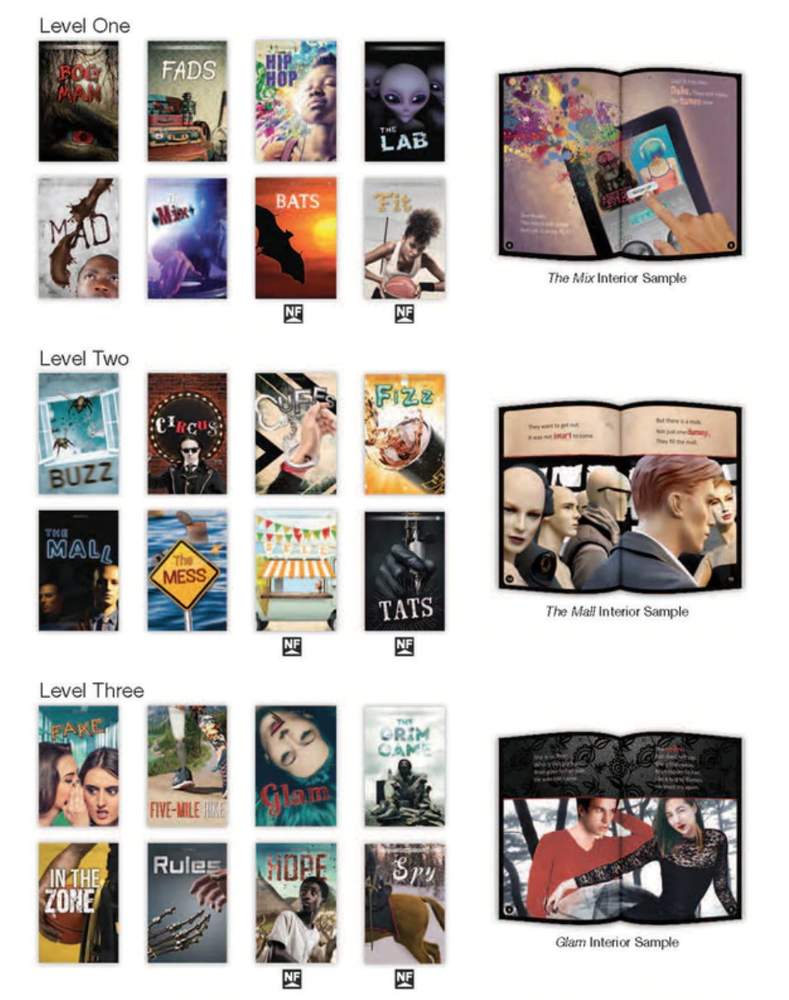 Level One
BOG
MAN
FADS
HIP
HOP
THE
LAB
MAD
The
Mix
BATS
Fit
NF
NF
The Mix Interior Sample
Level Two
BUZZ
CIRCUS
CUFFS
FIZZ
THE
MALL
The
MESS
TATS
NF
NF
They want to get out.
It was not smart to come.
But there is a mob.
Not just one dummy.
They fill the mall.
The Mall Interior Sample
Level Three
FAKE
FIVE-MILE HIKE
Glam
THE
GRIM
GAME
IN THE
ZONE
Rules
HOPE
Spy
NF
NF
Glam Interior Sample